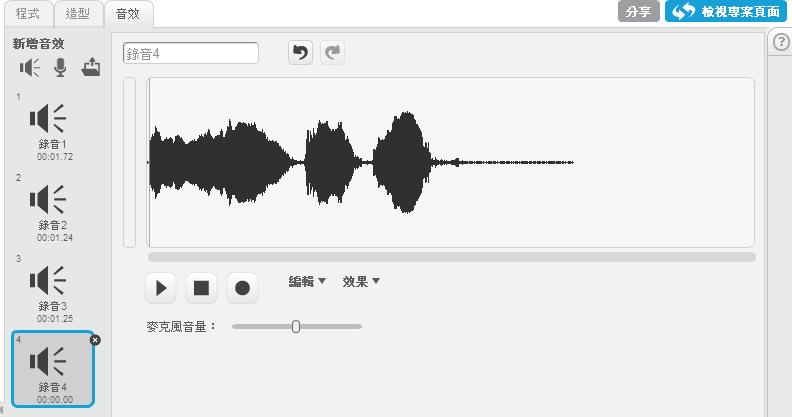 程式 造型 音效 分享 檢視專案頁面
新增音效 錄音4 ?
1
錄音1
00:01.72
2
錄音2
00:01.24
3
錄音3
00:01.25
編輯 效果
麥克風音量：
4
錄音4
00:00.00